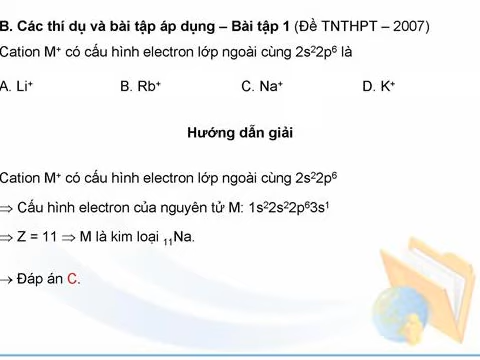 B. Các thí dụ và bài tập áp dụng – Bài tập 1 (Đề TNTHPT – 2007)
Cation M⁺ có cấu hình electron lớp ngoài cùng 2s²2p⁶ là
A. Li⁺ B. Rb⁺ C. Na⁺ D. K⁺
Hướng dẫn giải
Cation M⁺ có cấu hình electron lớp ngoài cùng 2s²2p⁶
⇒ Cấu hình electron của nguyên tử M: 1s²2s²2p⁶3s¹
⇒ Z = 11 ⇒ M là kim loại ₁₁Na.
→ Đáp án C.